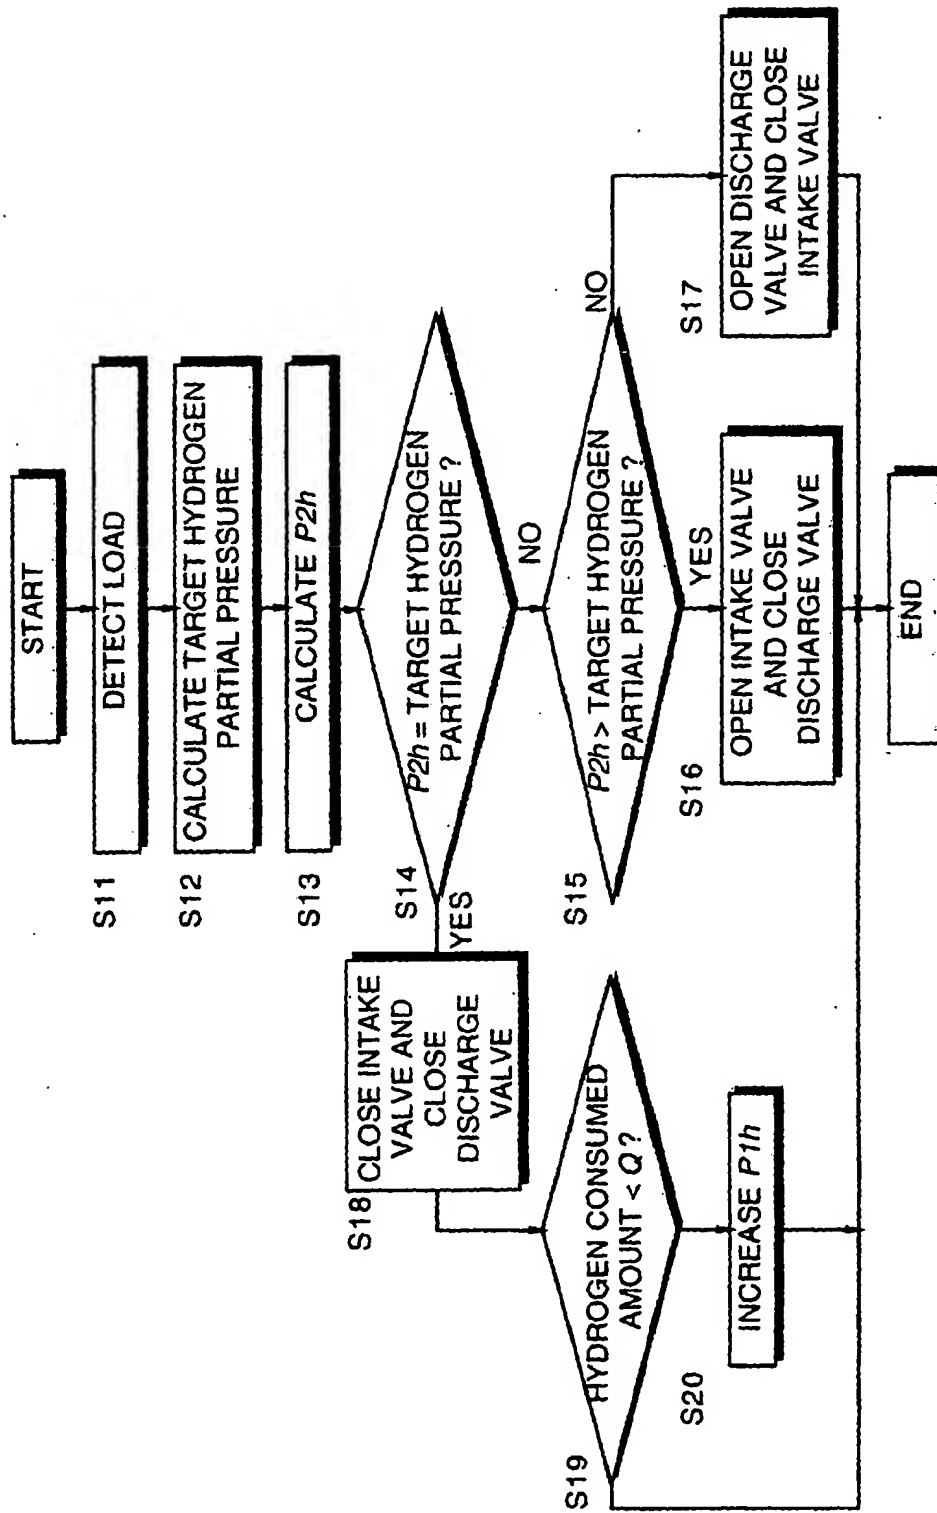 START
S11
DETECT LOAD
S12
CALCULATE TARGET HYDROGEN
PARTIAL PRESSURE
S13
CALCULATE P2h
S14
P2h = TARGET HYDROGEN
PARTIAL PRESSURE ?
YES
NO
S18
CLOSE INTAKE
VALVE AND
CLOSE
DISCHARGE
VALVE
S15
P2h > TARGET HYDROGEN
PARTIAL PRESSURE ?
NO
YES
S19
HYDROGEN CONSUMED
AMOUNT < Q ?
S20
INCREASE P1h
S16
OPEN INTAKE VALVE
AND CLOSE
DISCHARGE VALVE
S17
OPEN DISCHARGE
VALVE AND CLOSE
INTAKE VALVE
END